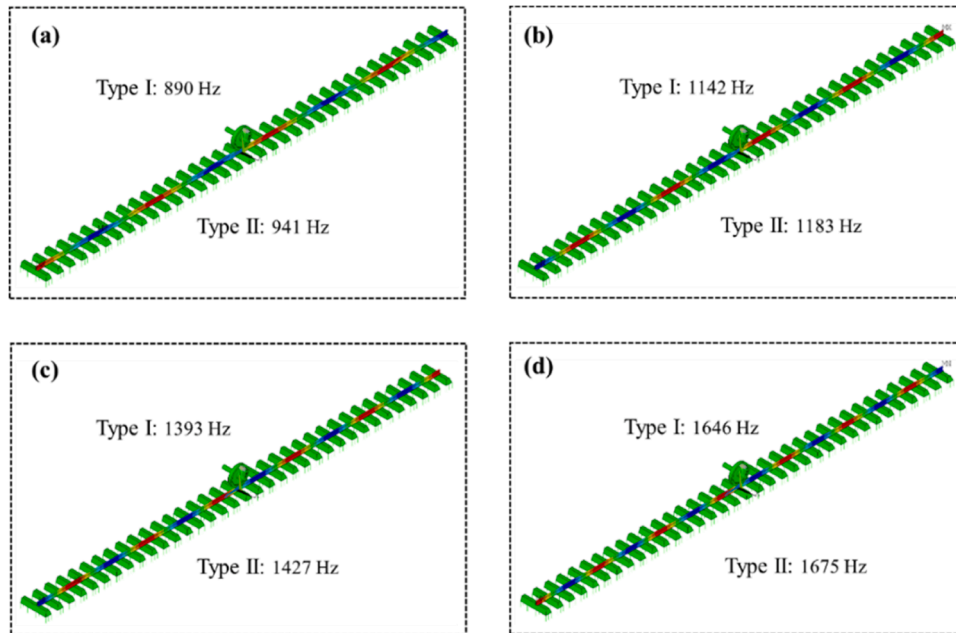 (a)
Type I: 890 Hz
Type II: 941 Hz
(b)
Type I: 1142 Hz
Type II: 1183 Hz
(c)
Type I: 1393 Hz
Type II: 1427 Hz
(d)
Type I: 1646 Hz
Type II: 1675 Hz